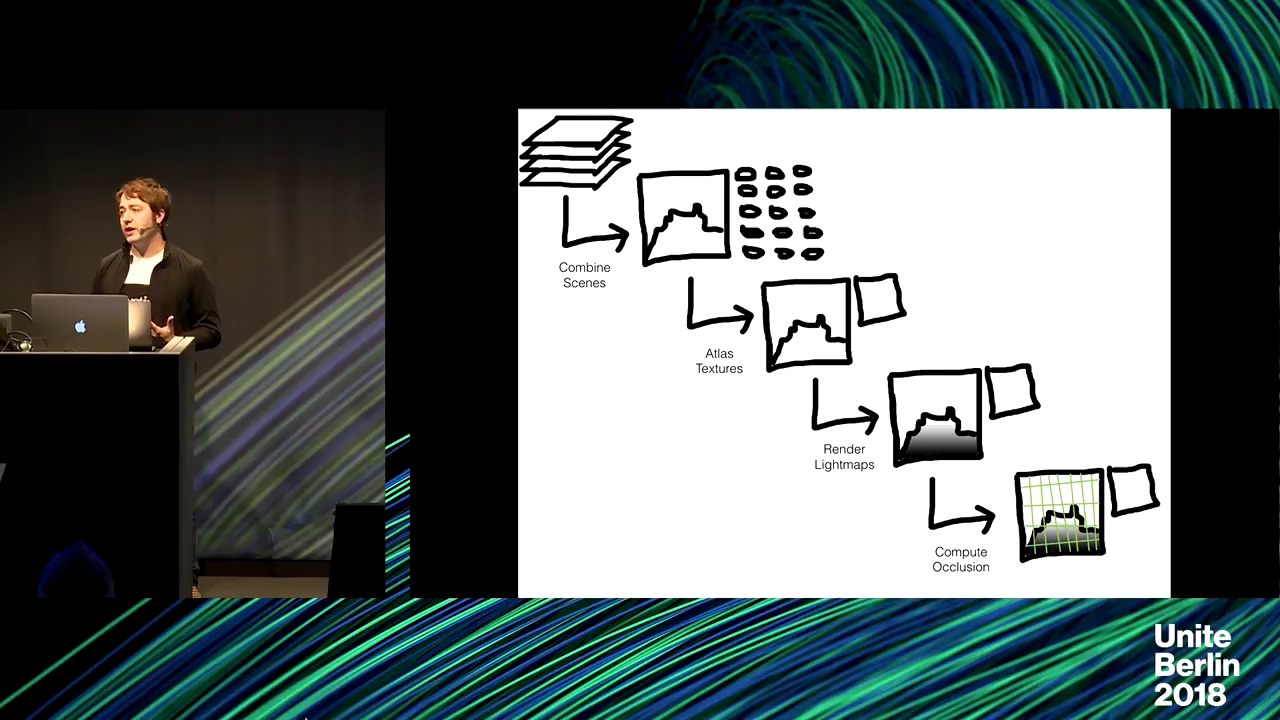 Combine
Scenes
Atlas
Textures
Render
Lightmaps
Compute
Occlusion
Unite
Berlin
2018